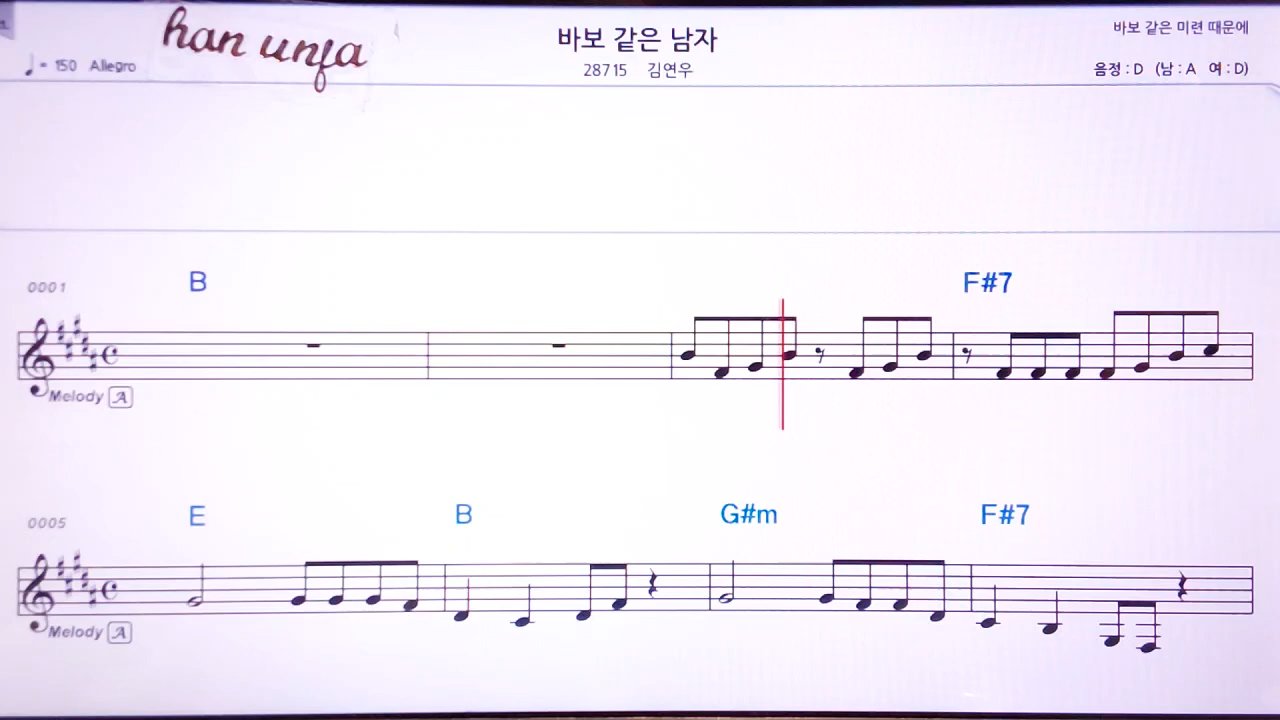 han unfa
바보 같은 남자
바보 같은 미련 때문에
♩ = 150 Allegro
28715 김연우
음정 : D (남 : A 여 : D)
0001
B F#7
Melody A
0005
E B G#m F#7
Melody A